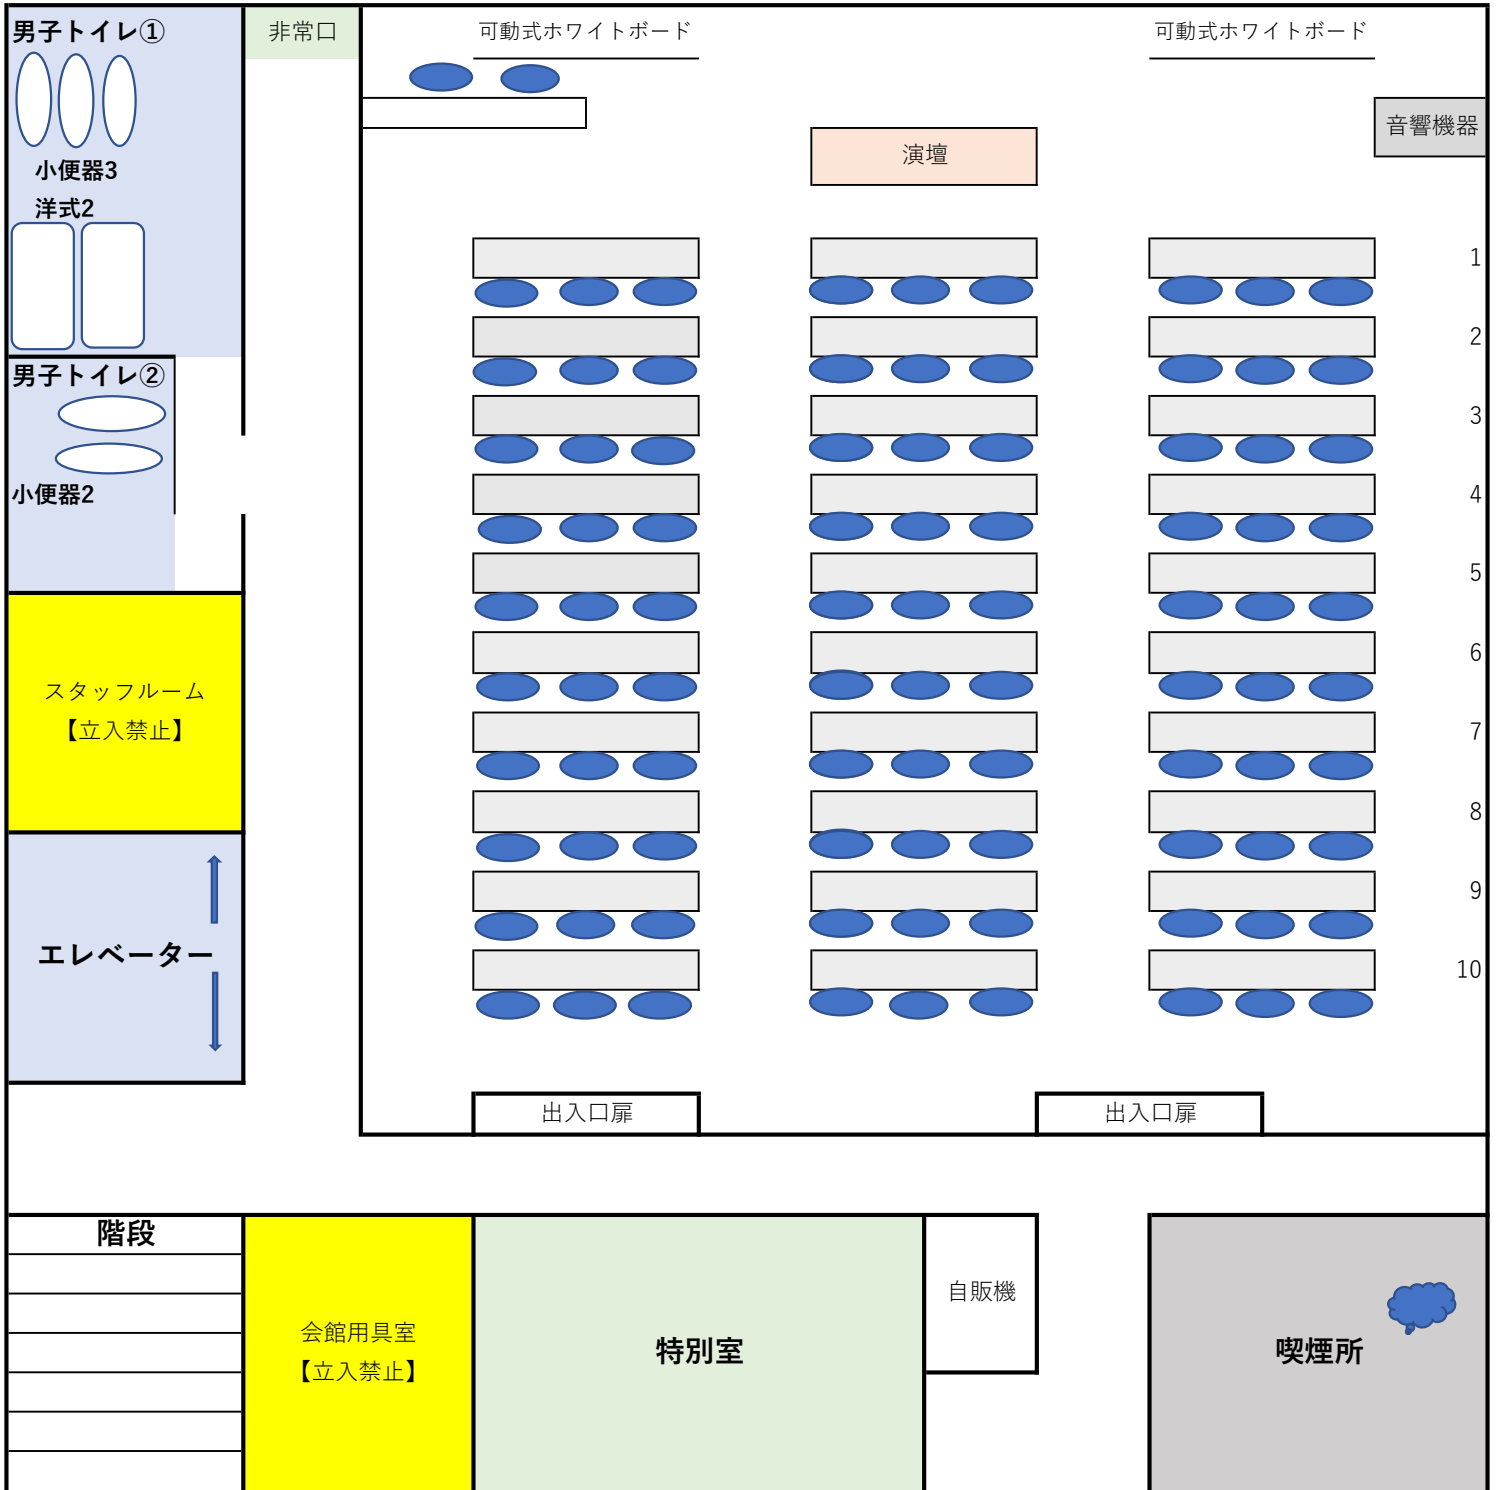 男子トイレ①
非常口
可動式ホワイトボード
可動式ホワイトボード
音響機器
演壇
小便器3
洋式2
1
2
男子トイレ②
3
小便器2
4
5
6
スタッフルーム
【立入禁止】
7
8
9
エレベーター
10
出入口扉
出入口扉
階段
自販機
会館用具室
【立入禁止】
特別室
喫煙所